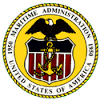 MARITIME ADMINISTRATION
1950 1950
UNITED STATES OF AMERICA